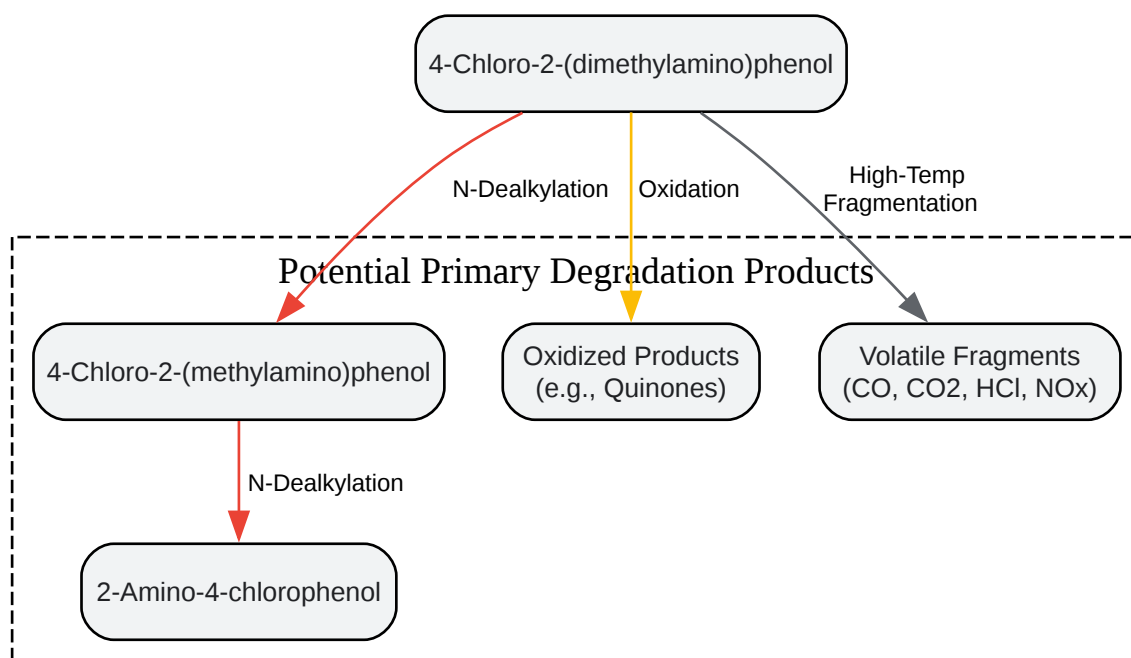 4-Chloro-2-(dimethylamino)phenol
N-Dealkylation
Oxidation
High-Temp
Fragmentation
Potential Primary Degradation Products
4-Chloro-2-(methylamino)phenol
Oxidized Products
(e.g., Quinones)
Volatile Fragments
(CO, CO2, HCl, NOx)
N-Dealkylation
2-Amino-4-chlorophenol